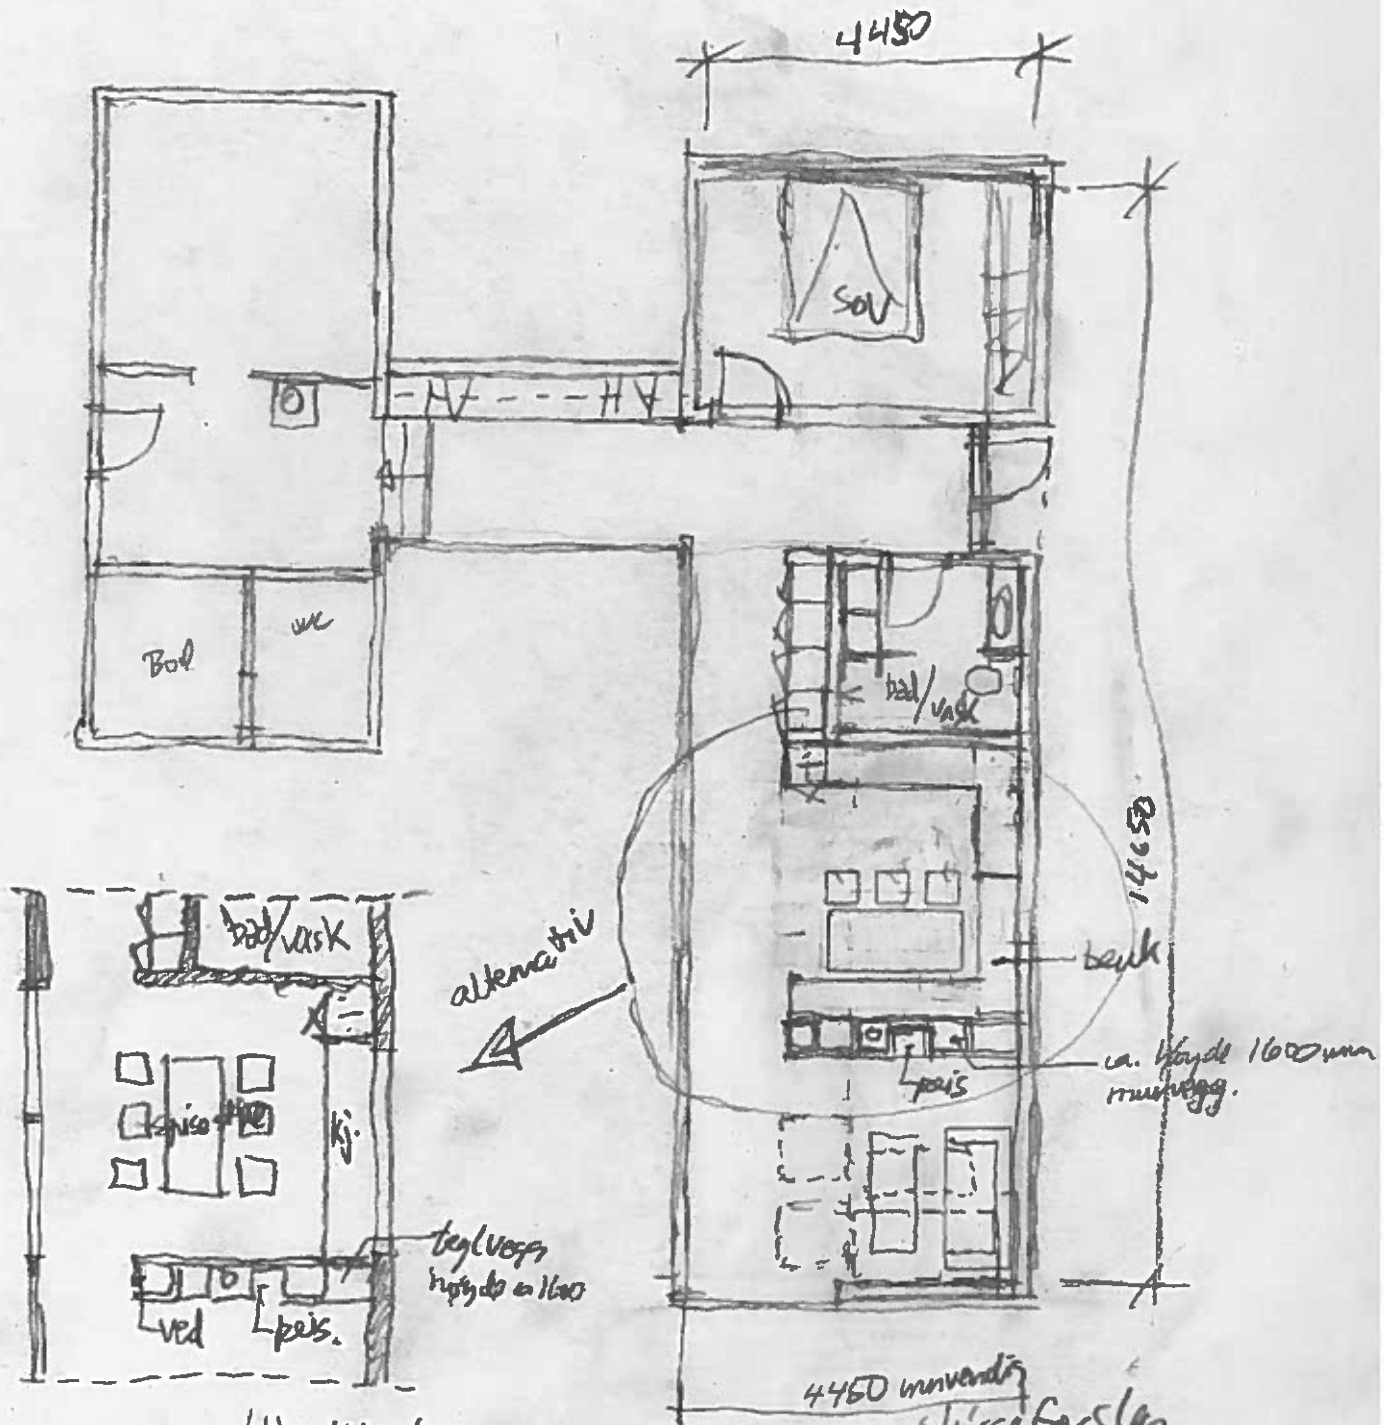 4450
SOV
Bod
WC
bad/
vask
14650
alternativ
benk
ca. høyde 1600mm
murvegg.
peis
bad/vask
spisestue
kj.
teglvegg
høyde ca 1600
ved
peis.
4450 innvendig